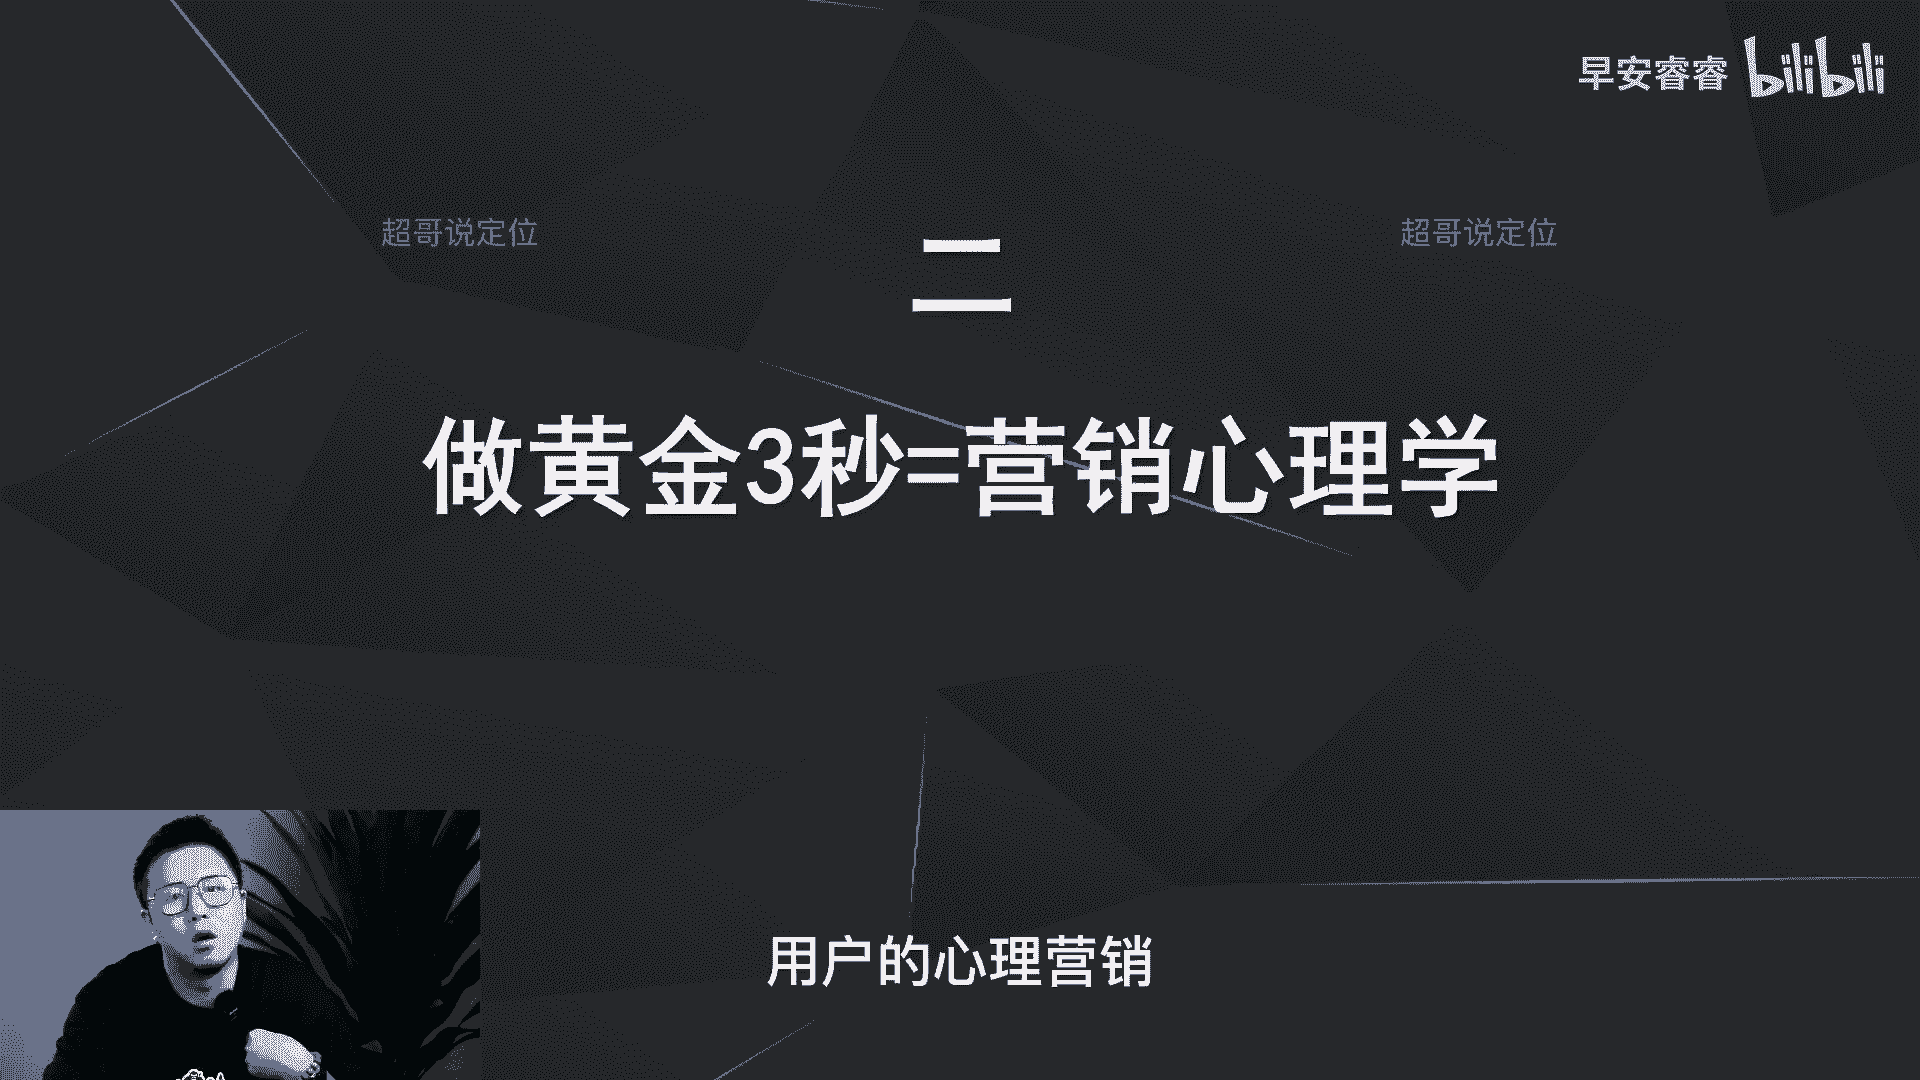 早安睿睿 bilibili
超哥说定位
超哥说定位
二
做黄金3秒=营销心理学
用户的心理营销